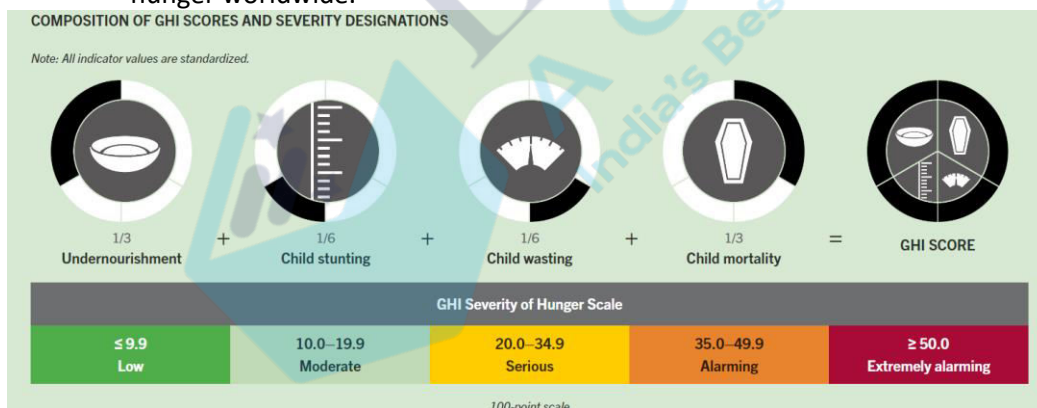 hunger worldwide.
COMPOSITION OF GHI SCORES AND SEVERITY DESIGNATIONS
Note: All indicator values are standardized.
1/3 + 1/6 + 1/6 + 1/3 = GHI SCORE
Undernourishment Child stunting Child wasting Child mortality
GHI Severity of Hunger Scale
≤ 9.9 10.0–19.9 20.0–34.9 35.0–49.9 ≥ 50.0
Low Moderate Serious Alarming Extremely alarming
100-point scale
India's Bes